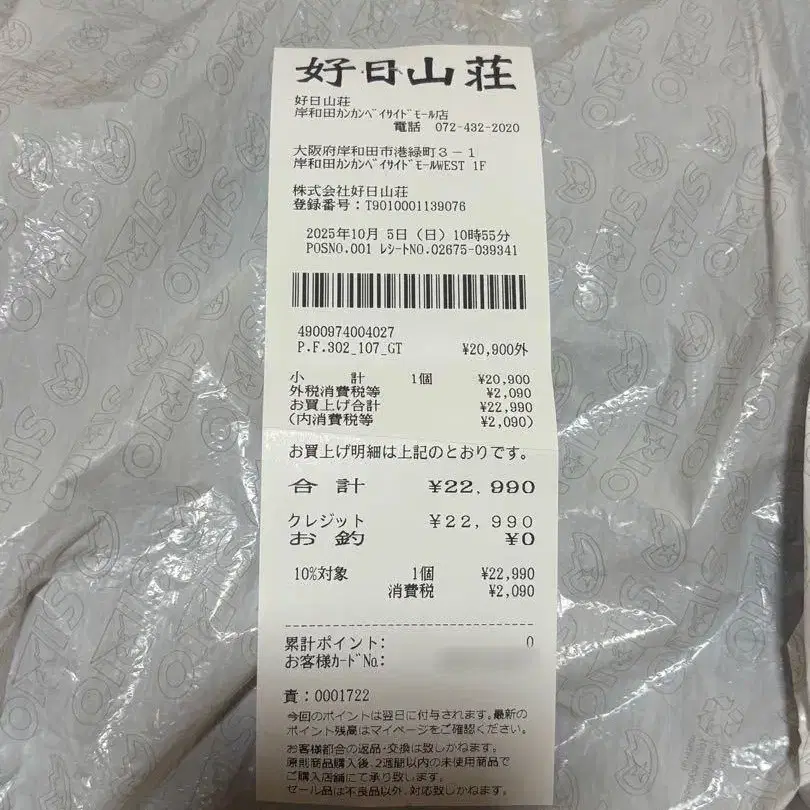 好日山荘
好日山荘
岸和田ｶﾝｶﾝﾍﾞｲｻｲﾄﾞﾓｰﾙ店
電話 072-432-2020
大阪府岸和田市港緑町３－１
岸和田ｶﾝｶﾝﾍﾞｲｻｲﾄﾞﾓｰﾙWEST 1F
株式会社好日山荘
登録番号：T9010001139076
2025年10月 5日（日）10時55分
POSNO.001 ﾚｼｰﾄNO.02675-039341
4900974004027
P.F.302_107_GT ¥20,900外
小 計 1個 ¥20,900
外税消費税等 ¥2,090
お買上げ合計 ¥22,990
(内消費税等 ¥2,090)
お買上げ明細は上記のとおりです。
合計 ¥22,990
クレジット ¥22,990
お釣 ¥0
10%対象 1個 ¥22,990
消費税 ¥2,090
累計ポイント: 0
お客様ｶｰﾄﾞNo:
責：0001722
今回のポイントは翌日に付与されます。最新の
ポイント残高はマイページをご確認ください。
お客様都合の返品・交換は致しかねます。
原則商品購入後、2週間以内の未使用商品で
ご購入店舗にて承り致します。
セール品は不良品以外、対応致しかねます。